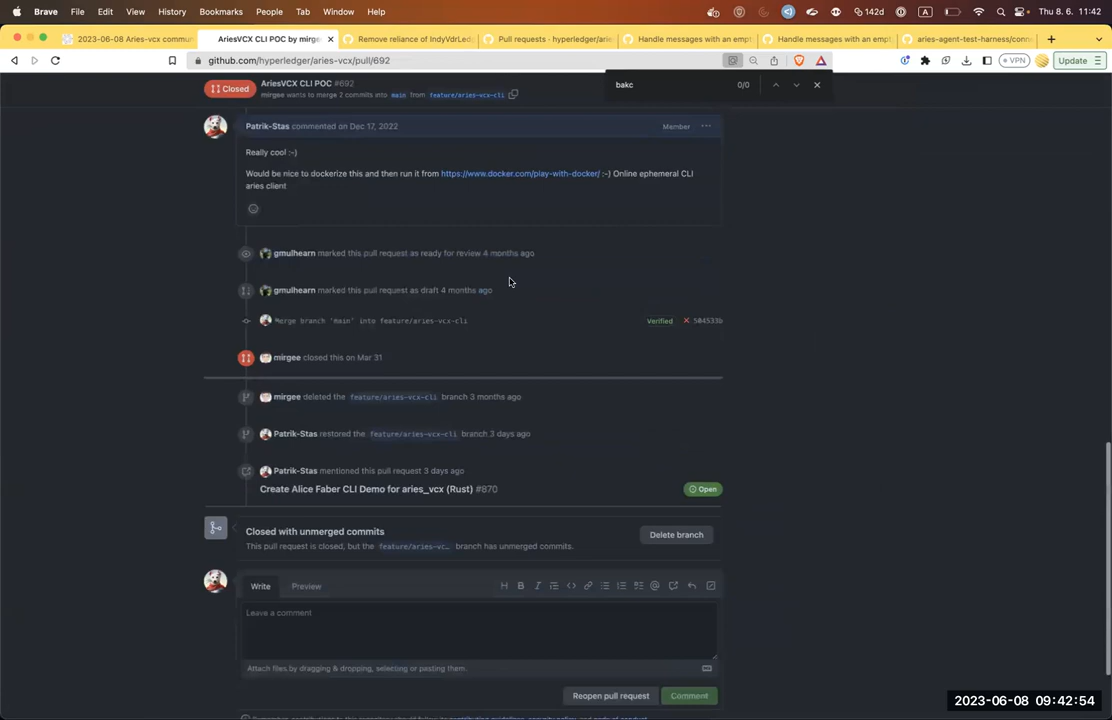 Brave File Edit View History Bookmarks People Tab Window Help 142d A Thu 8. 6. 11:42
2023-06-08 Aries-vcx commun AriesVCX CLI POC by mirge Remove reliance of IndyVdrLed Pull requests · hyperledger/arie Handle messages with an empt Handle messages with an empt aries-agent-test-harness/conn
github.com/hyperledger/aries-vcx/pull/692 VPN Update
bakc 0/0
Closed AriesVCX CLI POC #692
mirgee wants to merge 2 commits into main from feature/aries-vcx-cli
Patrik-Stas commented on Dec 17, 2022 Member
Really cool :-)
Would be nice to dockerize this and then run it from https://www.docker.com/play-with-docker/ :-) Online ephemeral CLI
aries client
gmulhearn marked this pull request as ready for review 4 months ago
gmulhearn marked this pull request as draft 4 months ago
Merge branch 'main' into feature/aries-vcx-cli Verified 504533b
mirgee closed this on Mar 31
mirgee deleted the feature/aries-vcx-cli branch 3 months ago
Patrik-Stas restored the feature/aries-vcx-cli branch 3 days ago
Patrik-Stas mentioned this pull request 3 days ago
Create Alice Faber CLI Demo for aries_vcx (Rust) #870 Open
Closed with unmerged commits
This pull request is closed, but the feature/aries-vc… branch has unmerged commits. Delete branch
Write Preview H B I
Leave a comment
Attach files by dragging & dropping, selecting or pasting them.
Reopen pull request Comment
2023-06-08 09:42:54